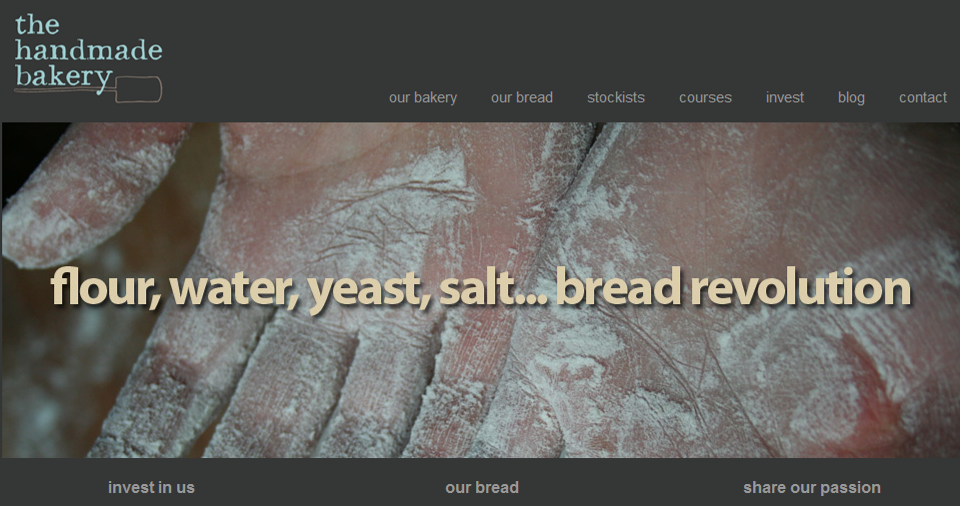 the
handmade
bakery
our bakery our bread stockists courses invest blog contact
flour, water, yeast, salt... bread revolution
invest in us our bread share our passion